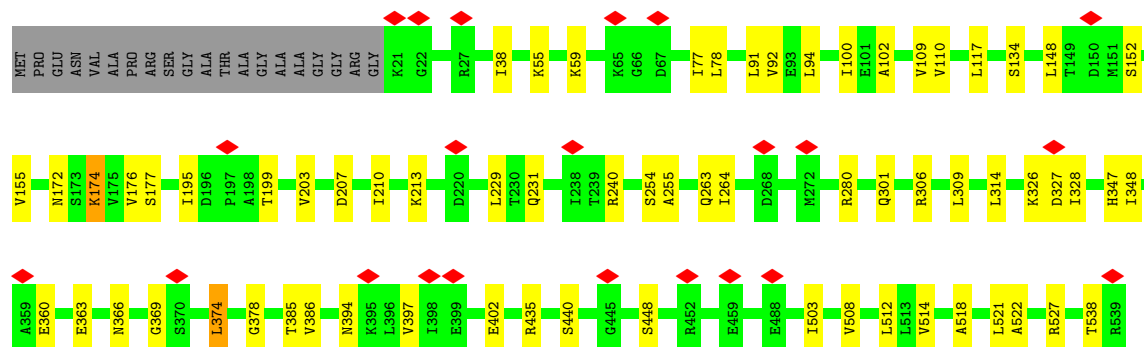 MET PRO GLU ASN VAL ALA PRO ARG SER GLY ALA THR ALA GLY ALA ALA GLY GLY ARG GLY K21 G22 R27 I38 K55 K59 K65 G66 D67 I77 L78 L91 V92 E93 L94 I100 E101 A102 V109 V110 L117 S134 L148 T149 D150 M151 S152
V155 N172 S173 K174 V175 V176 S177 I195 D196 P197 A198 T199 V203 D207 I210 K213 D220 L229 T230 Q231 I238 T239 R240 S254 A255 Q263 I264 D268 M272 R280 Q301 R306 L309 L314 K326 D327 I328 H347 I348
A359 E360 E363 N366 G369 S370 L374 G378 T385 V386 N394 K395 L396 V397 I398 E399 E402 R435 S440 G445 S448 R452 E459 E488 I503 V508 L512 L513 V514 A518 L521 A522 R527 T538 R539